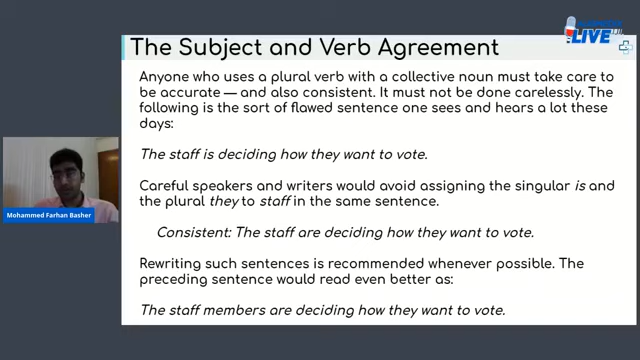 LIVE
The Subject and Verb Agreement
Anyone who uses a plural verb with a collective noun must take care to
be accurate — and also consistent. It must not be done carelessly. The
following is the sort of flawed sentence one sees and hears a lot these
days:
The staff is deciding how they want to vote.
Careful speakers and writers would avoid assigning the singular is and
the plural they to staff in the same sentence.
Consistent: The staff are deciding how they want to vote.
Rewriting such sentences is recommended whenever possible. The
preceding sentence would read even better as:
The staff members are deciding how they want to vote.
Mohammed Farhan Basher